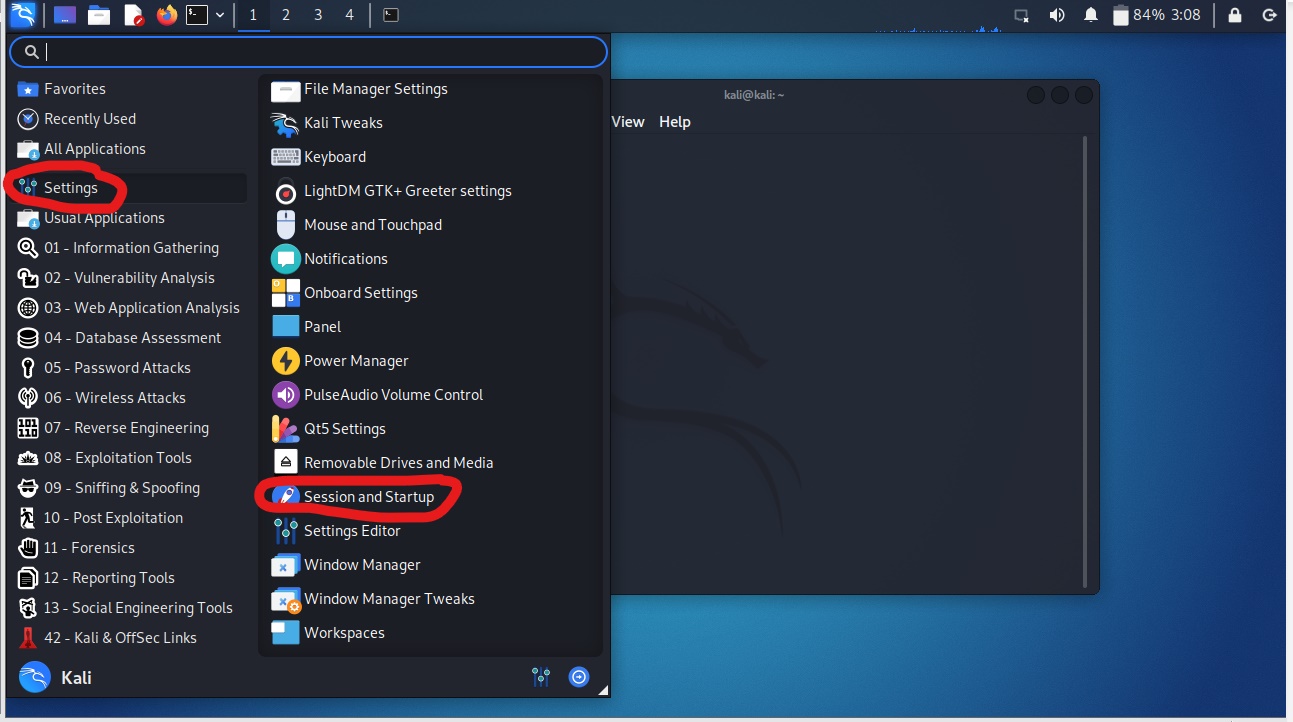 1 2 3 4 84% 3:08
Favorites
Recently Used
All Applications
Settings
Usual Applications
01 - Information Gathering
02 - Vulnerability Analysis
03 - Web Application Analysis
04 - Database Assessment
05 - Password Attacks
06 - Wireless Attacks
07 - Reverse Engineering
08 - Exploitation Tools
09 - Sniffing & Spoofing
10 - Post Exploitation
11 - Forensics
12 - Reporting Tools
13 - Social Engineering Tools
42 - Kali & OffSec Links
File Manager Settings
Kali Tweaks
Keyboard
LightDM GTK+ Greeter settings
Mouse and Touchpad
Notifications
Onboard Settings
Panel
Power Manager
PulseAudio Volume Control
Qt5 Settings
Removable Drives and Media
Session and Startup
Settings Editor
Window Manager
Window Manager Tweaks
Workspaces
Kali
kali@kali: ~
View Help